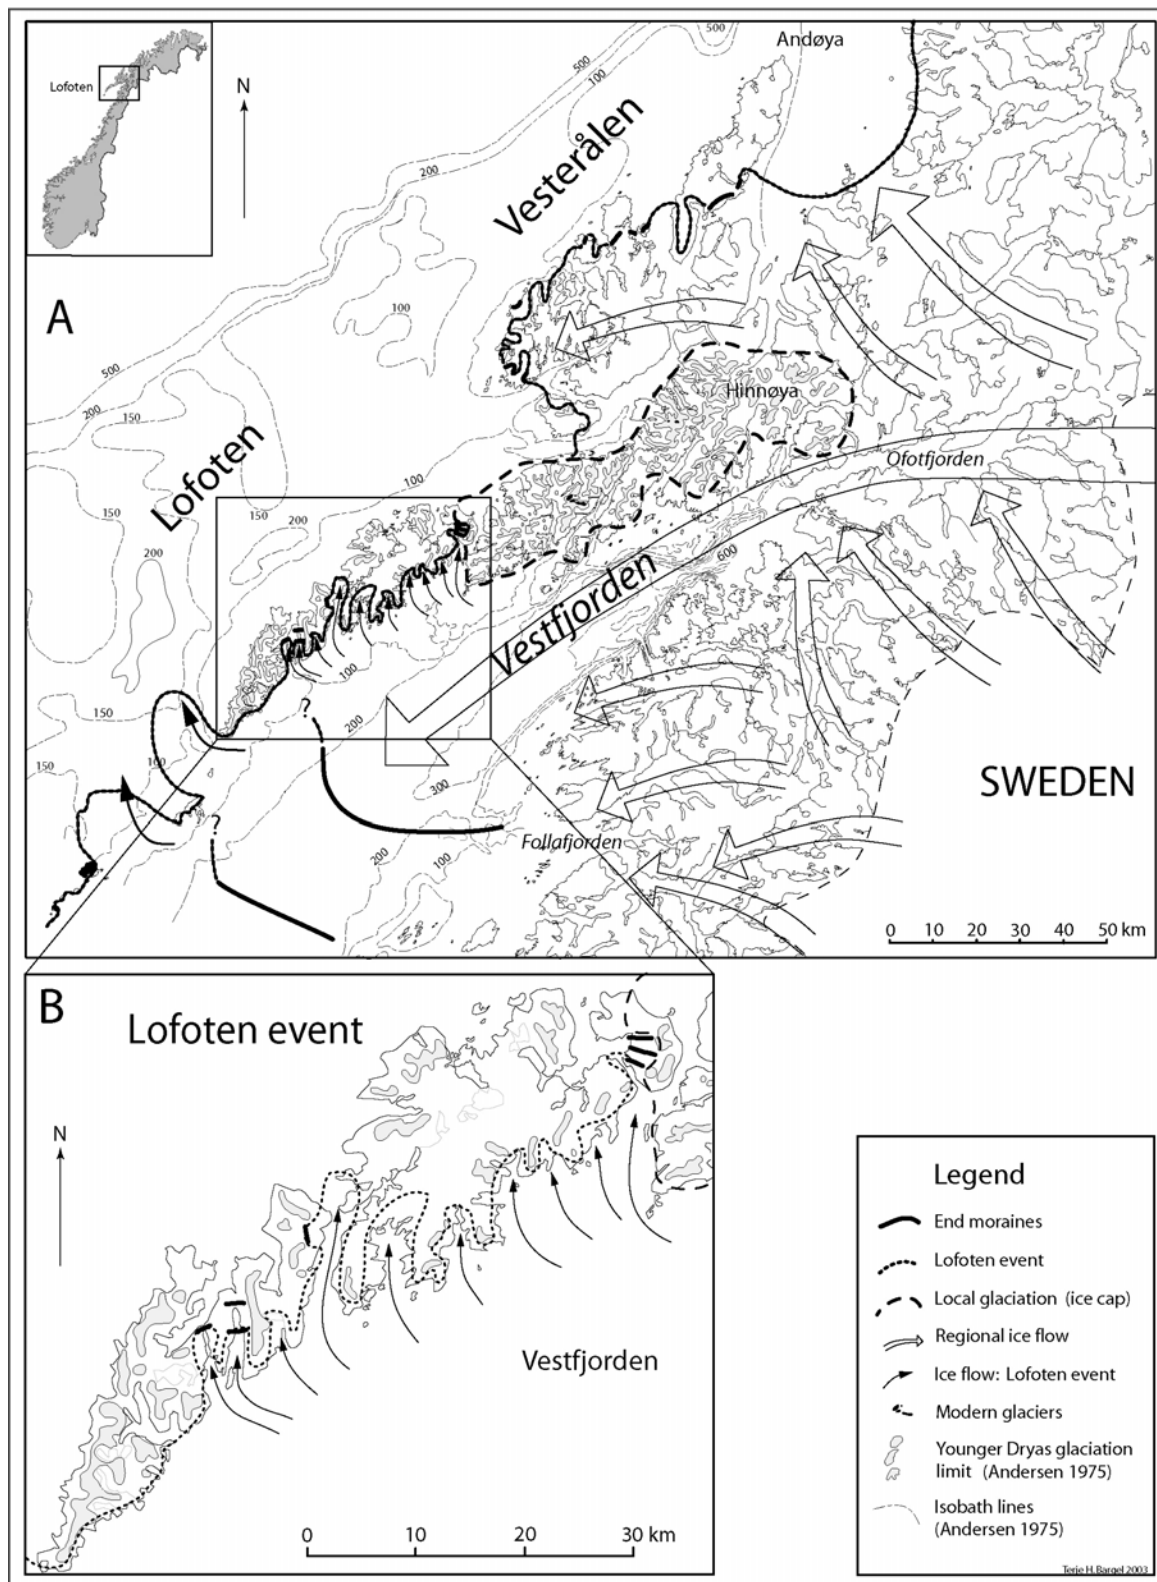 Lofoten
N
500
Andøya
500
100
200
Vesterålen
A
100
500
200
150
Lofoten
100
150
150
200
200
Hinnøya
Ofotfjorden
600
Vestfjorden
100
?
200
150
150
100
300
?
Follafjorden
200
100
SWEDEN
0 10 20 30 40 50 km
B
Lofoten event
N
Vestfjorden
0 10 20 30 km
Legend
End moraines
Lofoten event
Local glaciation (ice cap)
Regional ice flow
Ice flow: Lofoten event
Modern glaciers
Younger Dryas glaciation
limit (Andersen 1975)
Isobath lines
(Andersen 1975)
Terje H. Bargel 2003